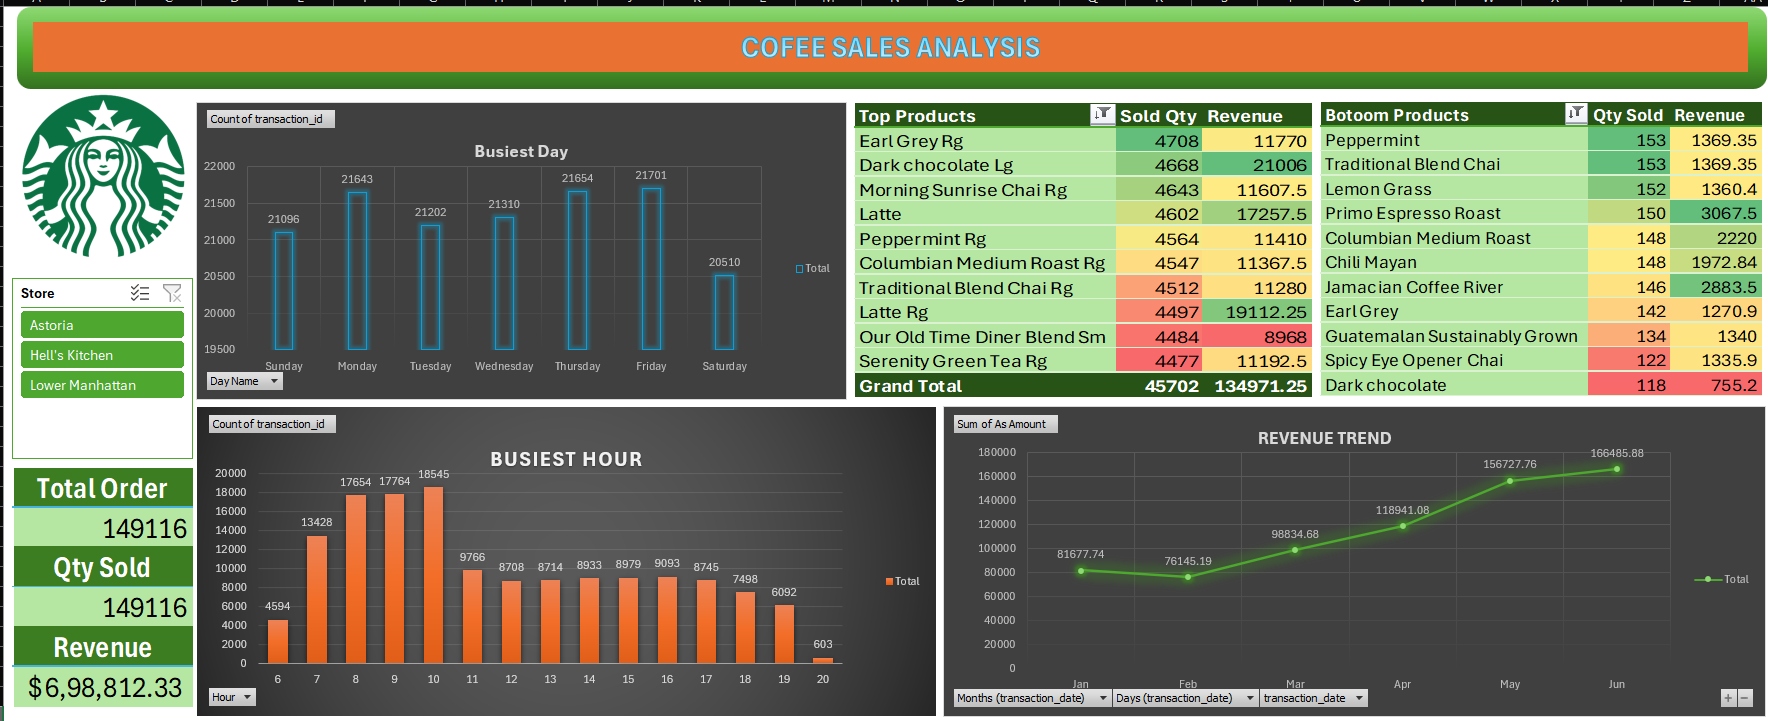 COFEE SALES ANALYSIS
Store
Astoria
Hell's Kitchen
Lower Manhattan
Total Order
149116
Qty Sold
149116
Revenue
$6,98,812.33
Count of transaction_id
Busiest Day
22000
21500
21000
20500
20000
19500
21096
21643
21202
21310
21654
21701
20510
Sunday Monday Tuesday Wednesday Thursday Friday Saturday
Total
Day Name
Top Products Sold Qty Revenue
Earl Grey Rg 4708 11770
Dark chocolate Lg 4668 21006
Morning Sunrise Chai Rg 4643 11607.5
Latte 4602 17257.5
Peppermint Rg 4564 11410
Columbian Medium Roast Rg 4547 11367.5
Traditional Blend Chai Rg 4512 11280
Latte Rg 4497 19112.25
Our Old Time Diner Blend Sm 4484 8968
Serenity Green Tea Rg 4477 11192.5
Grand Total 45702 134971.25
Botoom Products Qty Sold Revenue
Peppermint 153 1369.35
Traditional Blend Chai 153 1369.35
Lemon Grass 152 1360.4
Primo Espresso Roast 150 3067.5
Columbian Medium Roast 148 2220
Chili Mayan 148 1972.84
Jamacian Coffee River 146 2883.5
Earl Grey 142 1270.9
Guatemalan Sustainably Grown 134 1340
Spicy Eye Opener Chai 122 1335.9
Dark chocolate 118 755.2
Count of transaction_id
BUSIEST HOUR
20000
18000
16000
14000
12000
10000
8000
6000
4000
2000
0
4594
13428
17654
17764
18545
9766
8708
8714
8933
8979
9093
8745
7498
6092
603
6 7 8 9 10 11 12 13 14 15 16 17 18 19 20
Total
Hour
Sum of As Amount
REVENUE TREND
180000
160000
140000
120000
100000
80000
60000
40000
20000
0
81677.74
76145.19
98834.68
118941.08
156727.76
166485.88
Jan Feb Mar Apr May Jun
Total
Months (transaction_date) Days (transaction_date) transaction_date